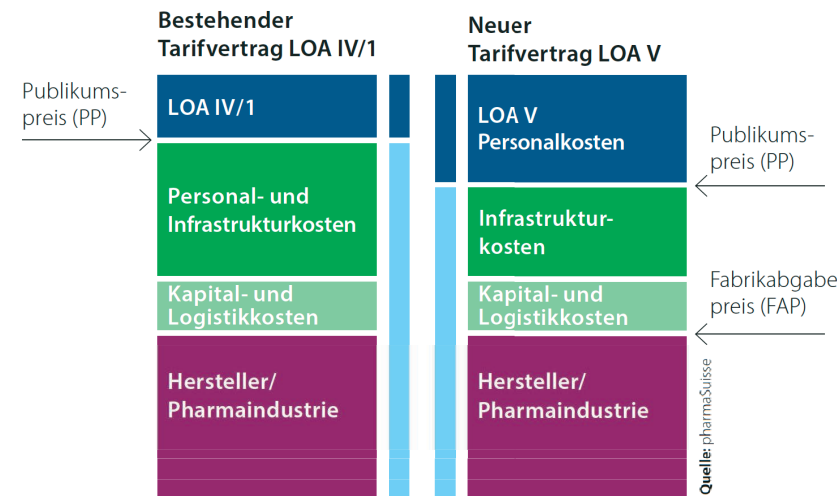 Bestehender
Tarifvertrag LOA IV/1
Neuer
Tarifvertrag LOA V
Publikums-
preis (PP)
LOA IV/1
Personal- und
Infrastrukturkosten
Kapital- und
Logistikkosten
Hersteller/
Pharmaindustrie
LOA V
Personalkosten
Infrastruktur-
kosten
Kapital- und
Logistikkosten
Hersteller/
Pharmaindustrie
Publikums-
preis (PP)
Fabrikabgabe
preis (FAP)
Quelle: pharmaSuisse